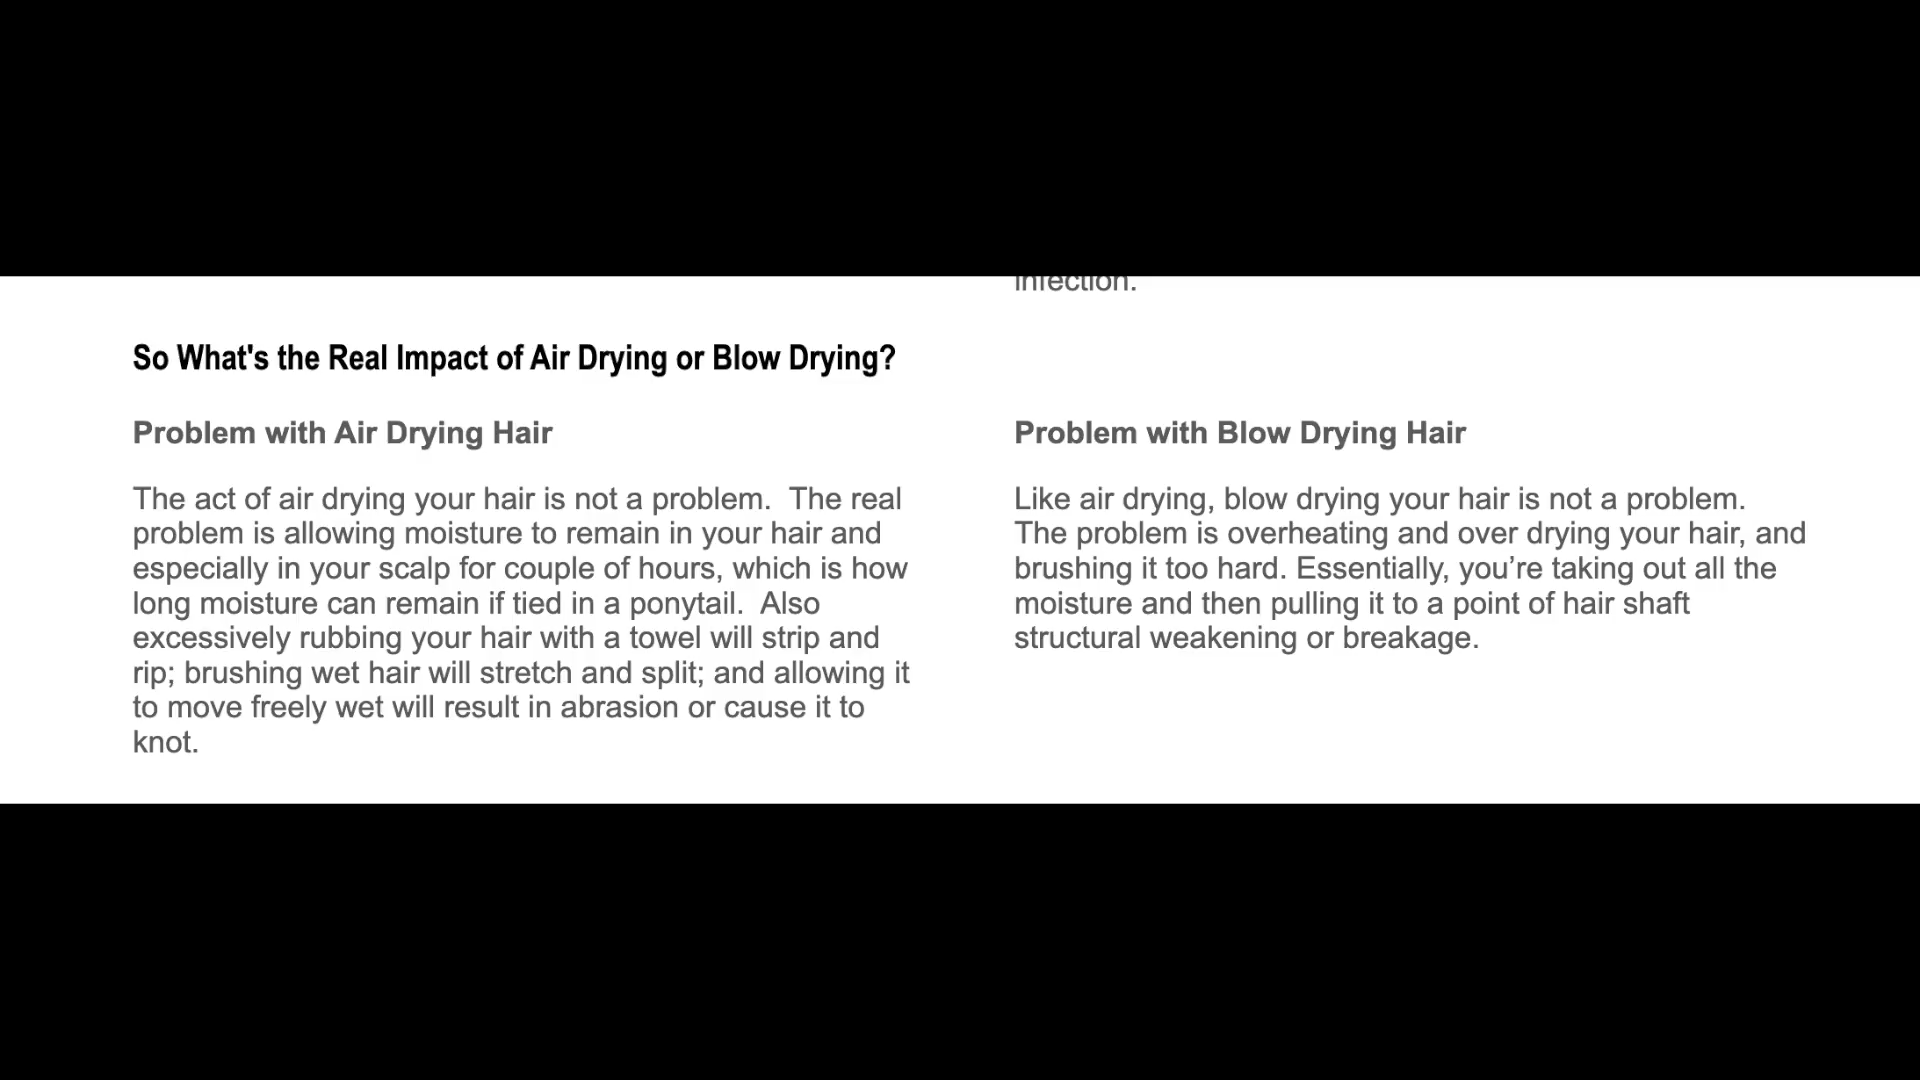 infection.
So What's the Real Impact of Air Drying or Blow Drying?
Problem with Air Drying Hair
The act of air drying your hair is not a problem.  The real
problem is allowing moisture to remain in your hair and
especially in your scalp for couple of hours, which is how
long moisture can remain if tied in a ponytail.  Also
excessively rubbing your hair with a towel will strip and
rip; brushing wet hair will stretch and split; and allowing it
to move freely wet will result in abrasion or cause it to
knot.
Problem with Blow Drying Hair
Like air drying, blow drying your hair is not a problem.
The problem is overheating and over drying your hair, and
brushing it too hard. Essentially, you’re taking out all the
moisture and then pulling it to a point of hair shaft
structural weakening or breakage.